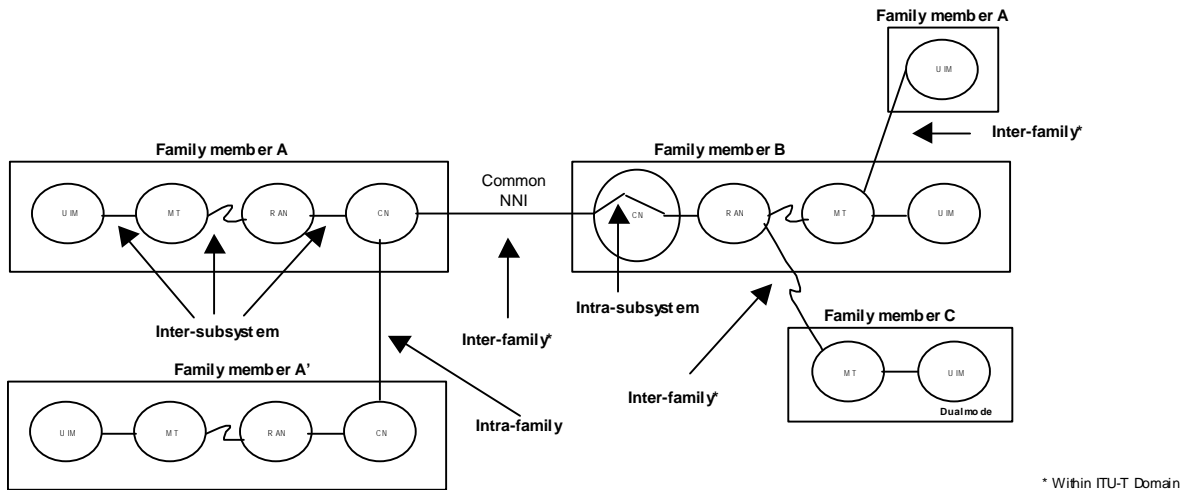 Family member A
UIM
Inter-family*
Family member A
UIM
MT
RAN
CN
Common
NNI
Family member B
CN
RAN
MT
UIM
Inter-subsystem
Inter-family*
Intra-subsystem
Family member C
MT
UIM
Dualmode
Inter-family*
Family member A'
UIM
MT
RAN
CN
Intra-family
* Within ITU-T Domain